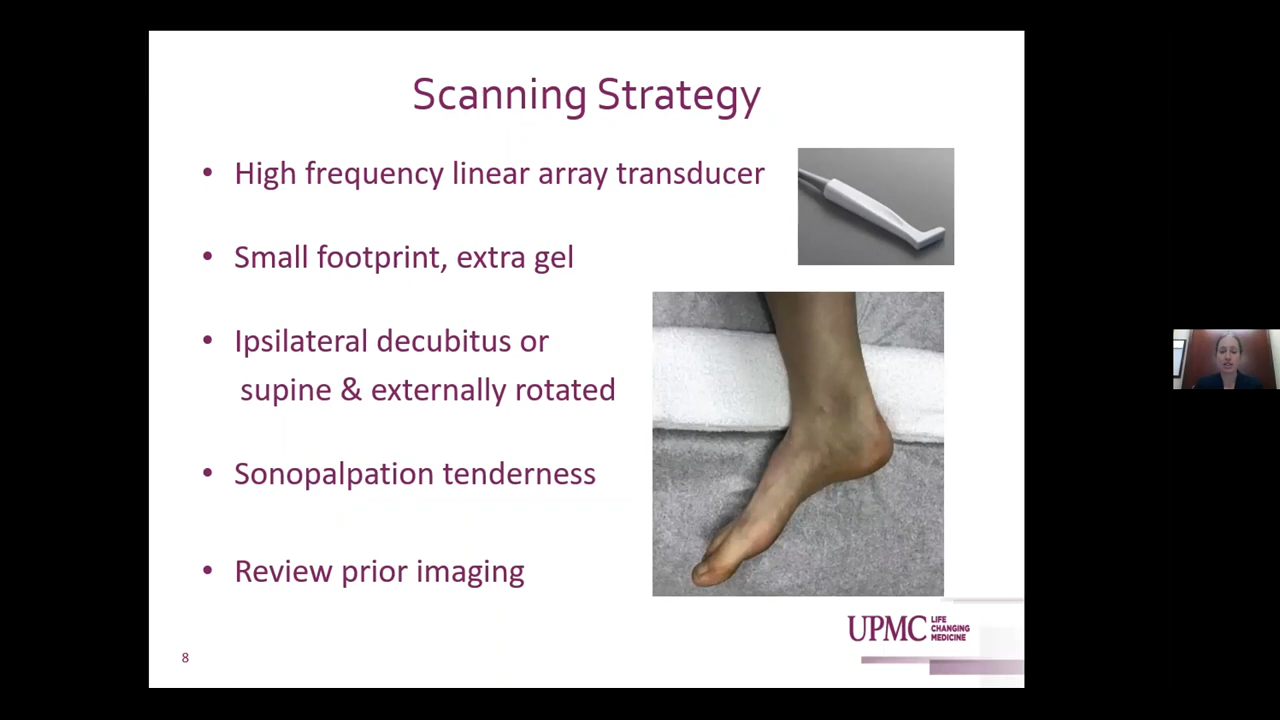 Scanning Strategy
• High frequency linear array transducer
• Small footprint, extra gel
• Ipsilateral decubitus or
supine & externally rotated
• Sonopalpation tenderness
• Review prior imaging
UPMC LIFE
CHANGING
MEDICINE
8